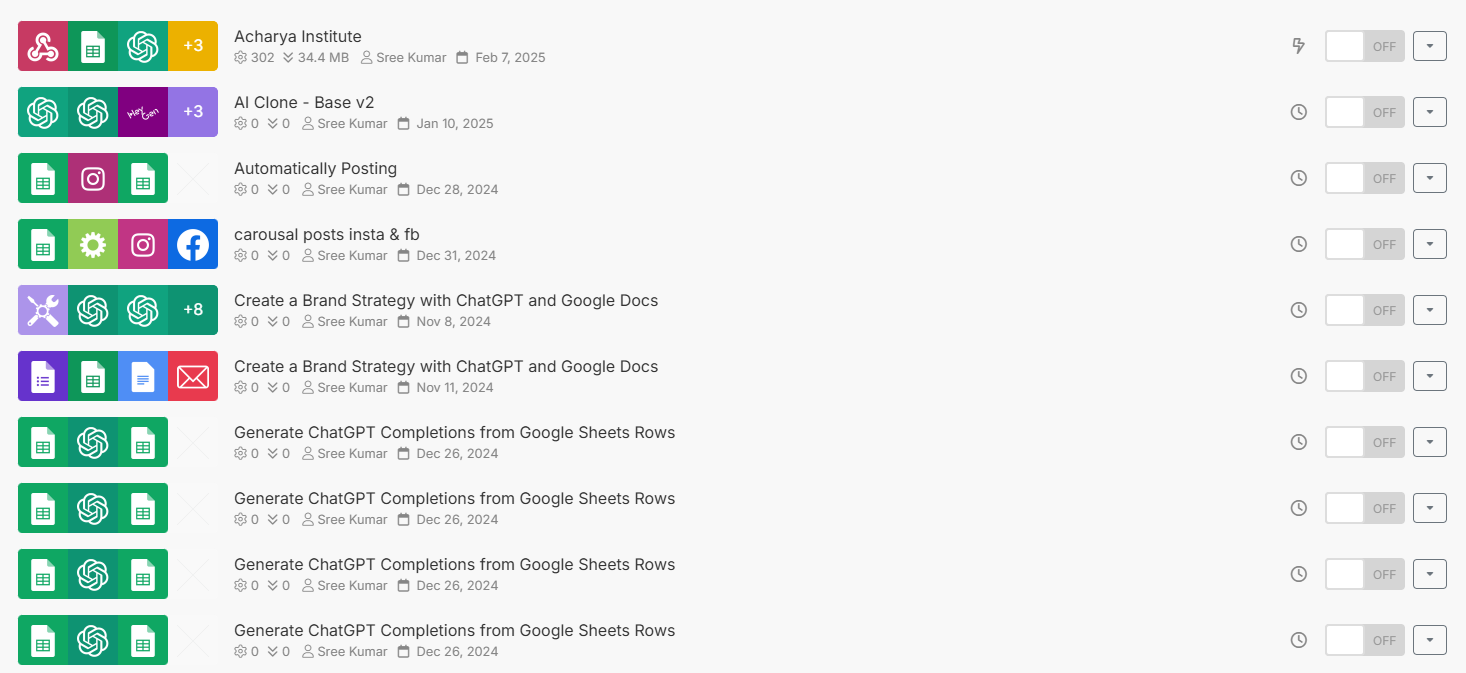 +3
Acharya Institute
302 34.4 MB Sree Kumar Feb 7, 2025
OFF
HeyGen
+3
AI Clone - Base v2
0 0 Sree Kumar Jan 10, 2025
OFF
Automatically Posting
0 0 Sree Kumar Dec 28, 2024
OFF
carousal posts insta & fb
0 0 Sree Kumar Dec 31, 2024
OFF
+8
Create a Brand Strategy with ChatGPT and Google Docs
0 0 Sree Kumar Nov 8, 2024
OFF
Create a Brand Strategy with ChatGPT and Google Docs
0 0 Sree Kumar Nov 11, 2024
OFF
Generate ChatGPT Completions from Google Sheets Rows
0 0 Sree Kumar Dec 26, 2024
OFF
Generate ChatGPT Completions from Google Sheets Rows
0 0 Sree Kumar Dec 26, 2024
OFF
Generate ChatGPT Completions from Google Sheets Rows
0 0 Sree Kumar Dec 26, 2024
OFF
Generate ChatGPT Completions from Google Sheets Rows
0 0 Sree Kumar Dec 26, 2024
OFF